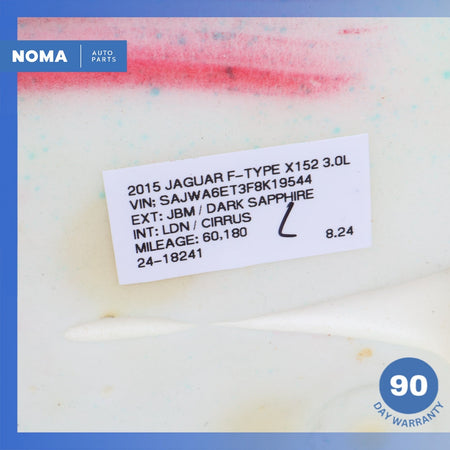 NOMA
AUTO
PARTS
2015 JAGUAR F-TYPE X152 3.0L
VIN: SAJWA6ET3F8K19544
EXT: JBM / DARK SAPPHIRE
INT: LDN / CIRRUS
MILEAGE: 60,180
24-18241
L
8.24
90
DAY WARRANTY